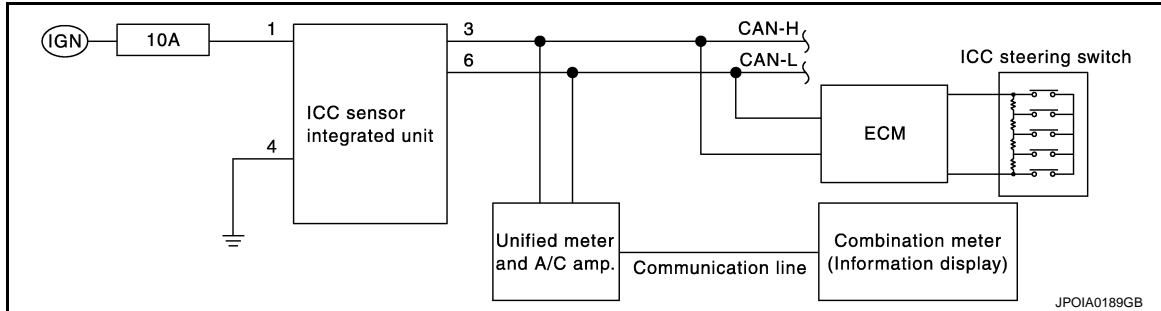 IGN
10A
1
3
6
4
CAN-H
CAN-L
ICC steering switch
ICC sensor
integrated unit
ECM
Unified meter
and A/C amp.
Communication line
Combination meter
(Information display)
JPOIA0189GB